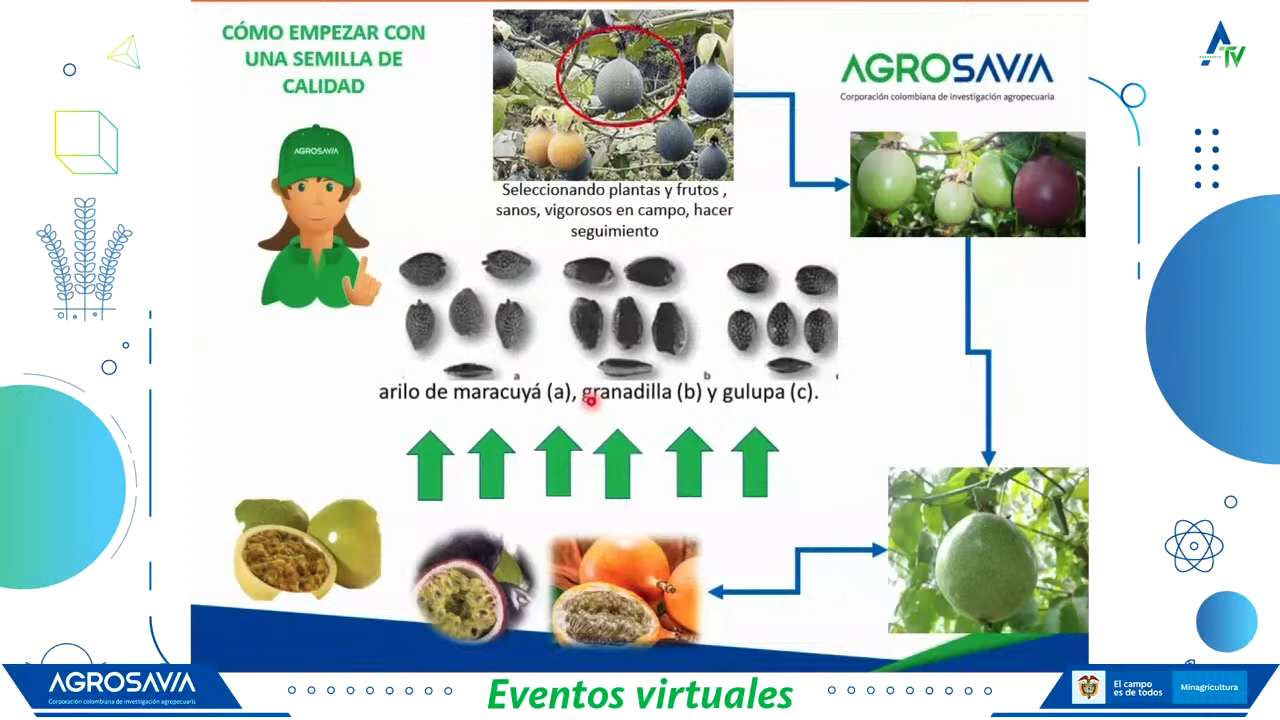 CÓMO EMPEZAR CON
UNA SEMILLA DE
CALIDAD
AGROSAVIA
Seleccionando plantas y frutos ,
sanos, vigorosos en campo, hacer
seguimiento
AGROSAVIA
Corporación colombiana de investigación agropecuaria
TV
a
b
arilo de maracuyá (a), granadilla (b) y gulupa (c).
AGROSAVIA
Corporación colombiana de investigación agropecuaria
Eventos virtuales
El campo
es de todos
Minagricultura